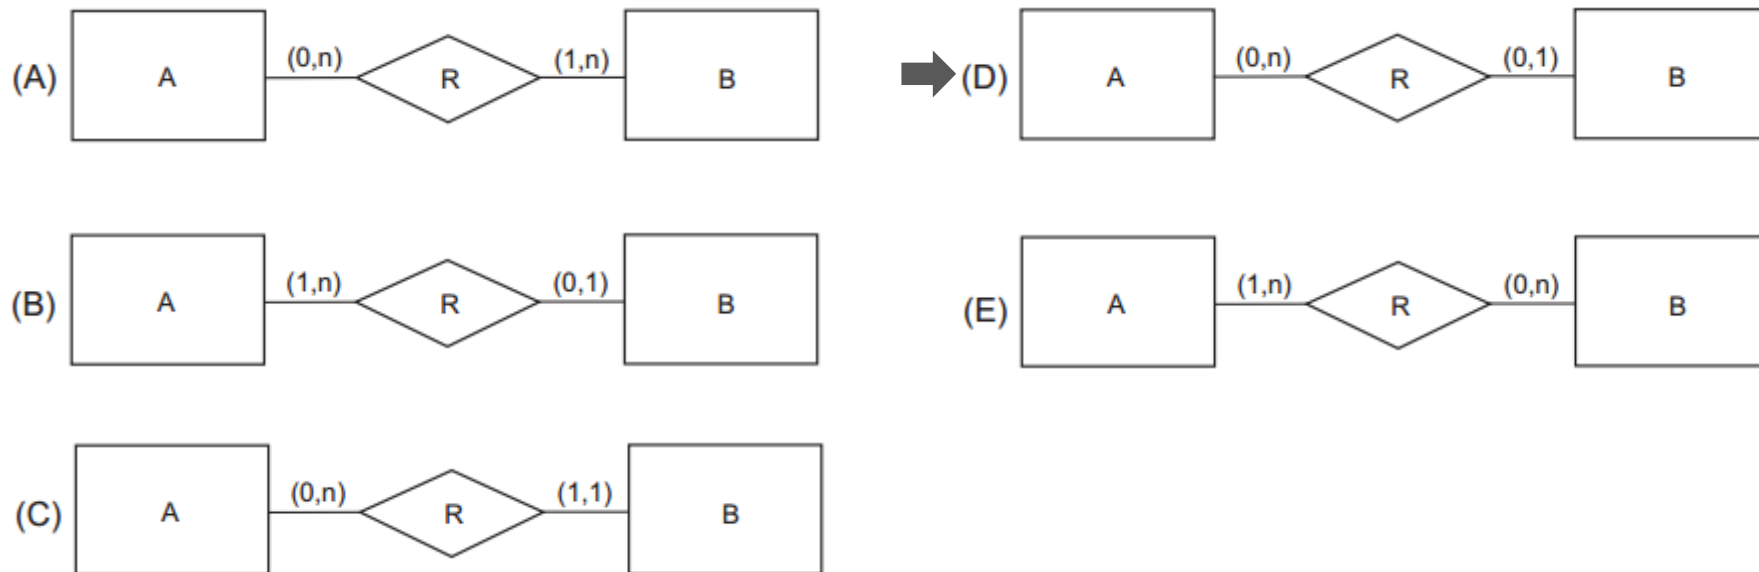 (A) A (0,n) R (1,n) B
(B) A (1,n) R (0,1) B
(C) A (0,n) R (1,1) B
(D) A (0,n) R (0,1) B
(E) A (1,n) R (0,n) B